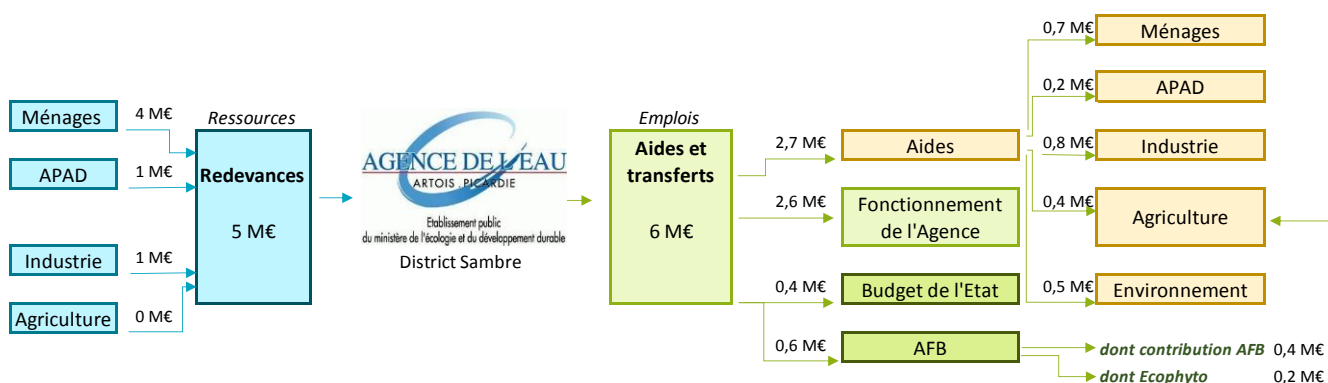 Ménages
4 M€
APAD
1 M€
Industrie
1 M€
Agriculture
0 M€
Ressources
Redevances
5 M€
AGENCE DE L'EAU
ARTOIS . PICARDIE
Etablissement public
du ministère de l'écologie et du développement durable
District Sambre
Emplois
Aides et
transferts
6 M€
2,7 M€
Aides
2,6 M€
Fonctionnement
de l'Agence
0,4 M€
Budget de l'Etat
0,6 M€
AFB
0,7 M€
Ménages
0,2 M€
APAD
0,8 M€
Industrie
0,4 M€
Agriculture
0,5 M€
Environnement
dont contribution AFB 0,4 M€
dont Ecophyto 0,2 M€